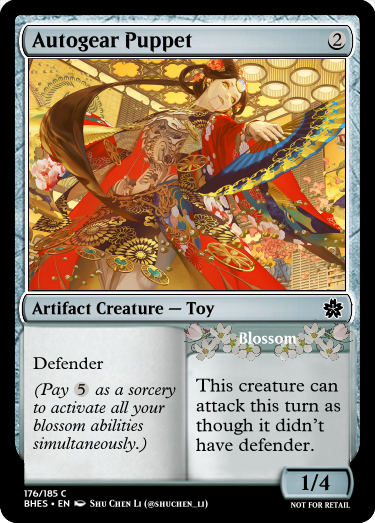 Autogear Puppet 2
Artifact Creature — Toy
Defender
(Pay 5 as a sorcery
to activate all your
blossom abilities
simultaneously.)
Blossom
This creature can
attack this turn as
though it didn't
have defender.
1/4
176/185 C
BHES • EN Shu Chen Li (@shuchen_li)
NOT FOR RETAIL